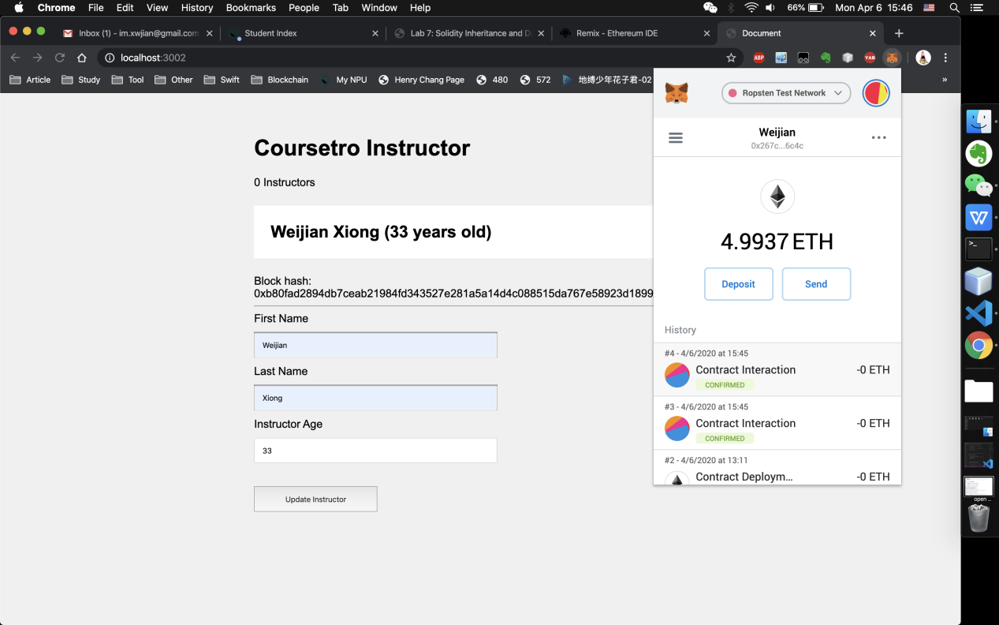 Chrome File Edit View History Bookmarks People Tab Window Help 66% Mon Apr 6 15:46
Inbox (1) - im.xwjian@gmail.com Student Index Lab 7: Solidity Inheritance and D Remix - Ethereum IDE Document
localhost:3002 ABP YAB
Article Study Tool Other Swift Blockchain My NPU Henry Chang Page 480 572 地缚少年花子君-02 »
Ropsten Test Network
Weijian
0x267c...6c4c
4.9937 ETH
Deposit Send
History
#4 - 4/6/2020 at 15:45
Contract Interaction -0 ETH
CONFIRMED
#3 - 4/6/2020 at 15:45
Contract Interaction -0 ETH
CONFIRMED
#2 - 4/6/2020 at 13:11
Contract Deploym... -0 ETH
Coursetro Instructor
0 Instructors
Weijian Xiong (33 years old)
Block hash:
0xb80fad2894db7ceab21984fd343527e281a5a14d4c088515da767e58923d1899
First Name
Weijian
Last Name
Xiong
Instructor Age
33
Update Instructor
open ...